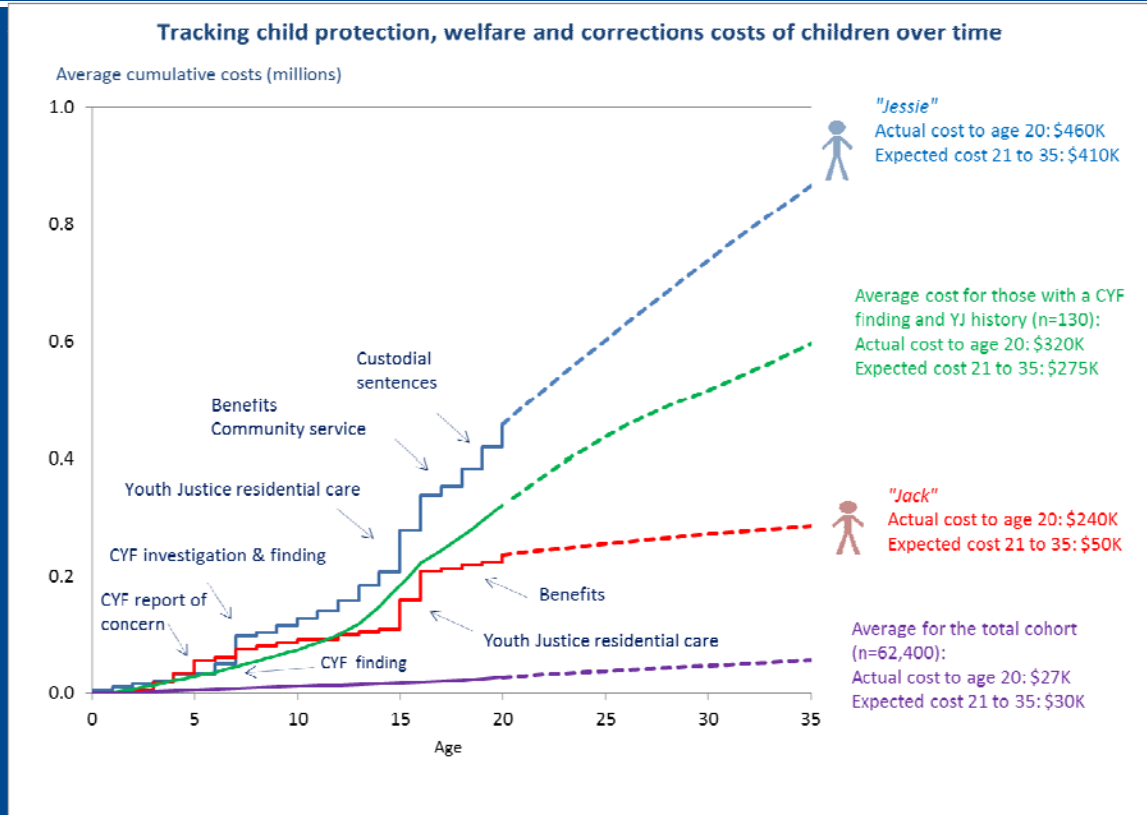 Tracking child protection, welfare and corrections costs of children over time
Average cumulative costs (millions)
1.0
0.8
0.6
0.4
0.2
0.0
0
5
10
15
20
25
30
35
Age
CYF report of
concern
CYF investigation & finding
Youth Justice residential care
Benefits
Community service
Custodial
sentences
CYF finding
Youth Justice residential care
Benefits
"Jessie"
Actual cost to age 20: $460K
Expected cost 21 to 35: $410K
Average cost for those with a CYF
finding and YJ history (n=130):
Actual cost to age 20: $320K
Expected cost 21 to 35: $275K
"Jack"
Actual cost to age 20: $240K
Expected cost 21 to 35: $50K
Average for the total cohort
(n=62,400):
Actual cost to age 20: $27K
Expected cost 21 to 35: $30K